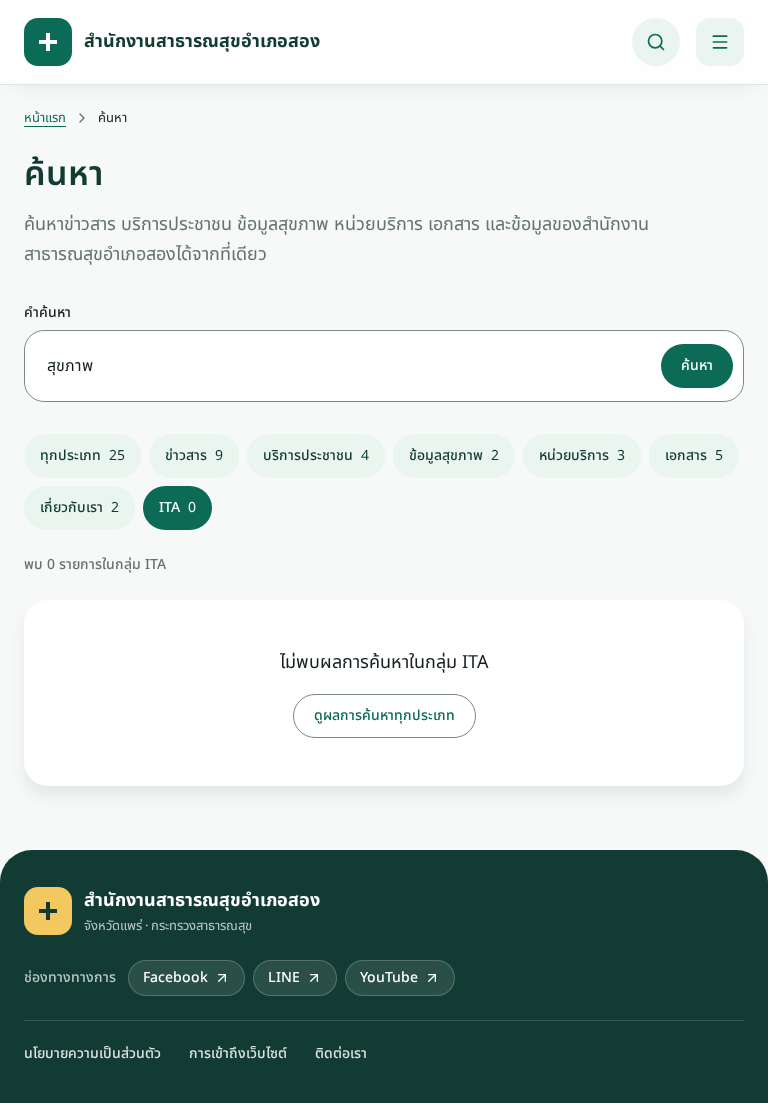 สำนักงานสาธารณสุขอำเภอสอง
หน้าแรก
ค้นหา
ค้นหา
ค้นหาข่าวสาร บริการประชาชน ข้อมูลสุขภาพ หน่วยบริการ เอกสาร และข้อมูลของสำนักงาน
สาธารณสุขอำเภอสองได้จากที่เดียว
คำค้นหา
สุขภาพ ค้นหา
ทุกประเภท 25 ข่าวสาร 9 บริการประชาชน 4 ข้อมูลสุขภาพ 2 หน่วยบริการ 3 เอกสาร 5
เกี่ยวกับเรา 2 ITA 0
พบ 0 รายการในกลุ่ม ITA
ไม่พบผลการค้นหาในกลุ่ม ITA
ดูผลการค้นหาทุกประเภท
สำนักงานสาธารณสุขอำเภอสอง
จังหวัดแพร่ · กระทรวงสาธารณสุข
ช่องทางทางการ Facebook LINE YouTube
นโยบายความเป็นส่วนตัว การเข้าถึงเว็บไซต์ ติดต่อเรา